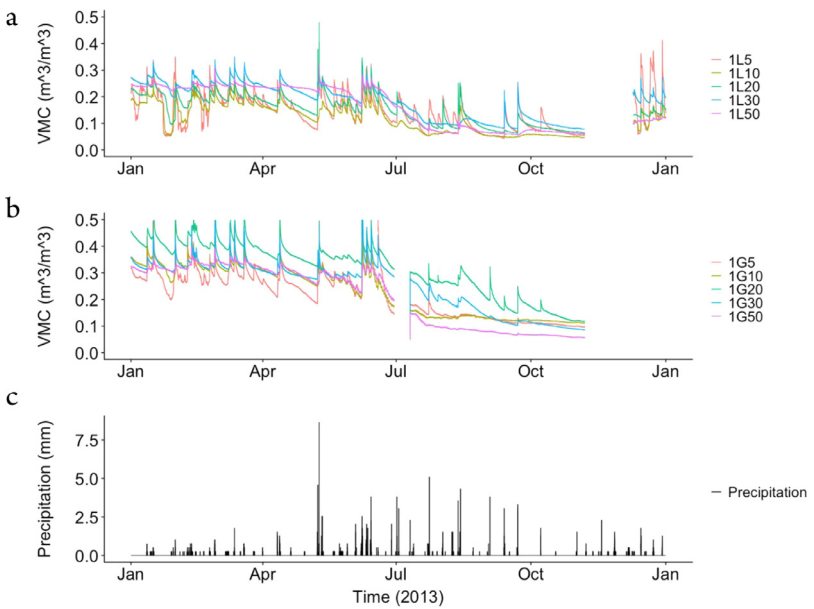 a
VMC (m^3/m^3)
0.5
0.4
0.3
0.2
0.1
0.0
Jan
Apr
Jul
Oct
Jan
1L5
1L10
1L20
1L30
1L50
b
VMC (m^3/m^3)
0.5
0.4
0.3
0.2
0.1
0.0
Jan
Apr
Jul
Oct
Jan
1G5
1G10
1G20
1G30
1G50
c
Precipitation (mm)
7.5
5.0
2.5
0.0
Jan
Apr
Jul
Oct
Jan
Time (2013)
Precipitation